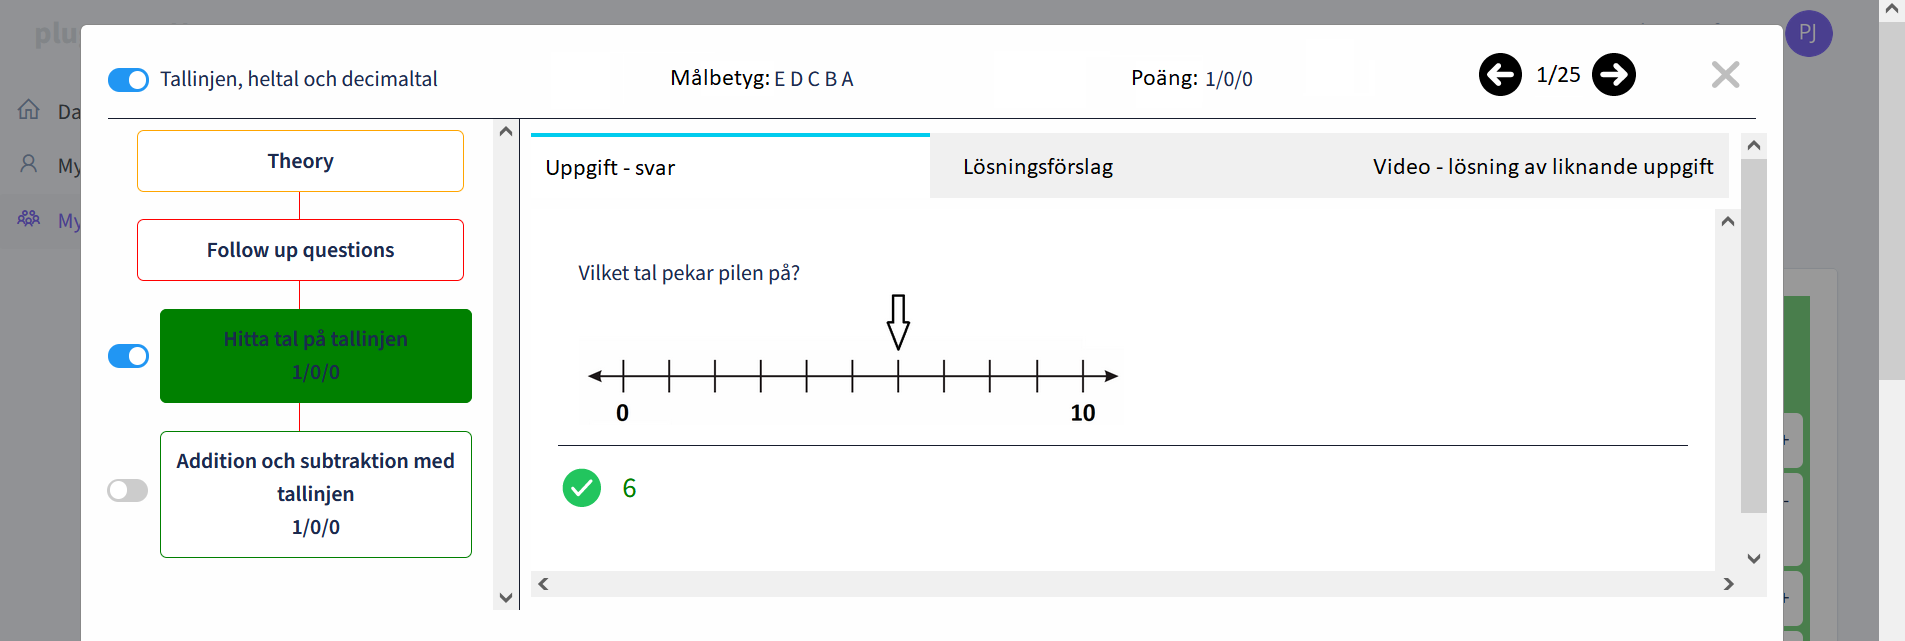 plu
PJ
Da
My
My
Tallinjen, heltal och decimaltal
Målbetyg: E D C B A
Poäng: 1/0/0
1/25
Theory
Follow up questions
Hitta tal på tallinjen
1/0/0
Addition och subtraktion med
tallinjen
1/0/0
Uppgift - svar
Lösningsförslag
Video - lösning av liknande uppgift
Vilket tal pekar pilen på?
0
10
6